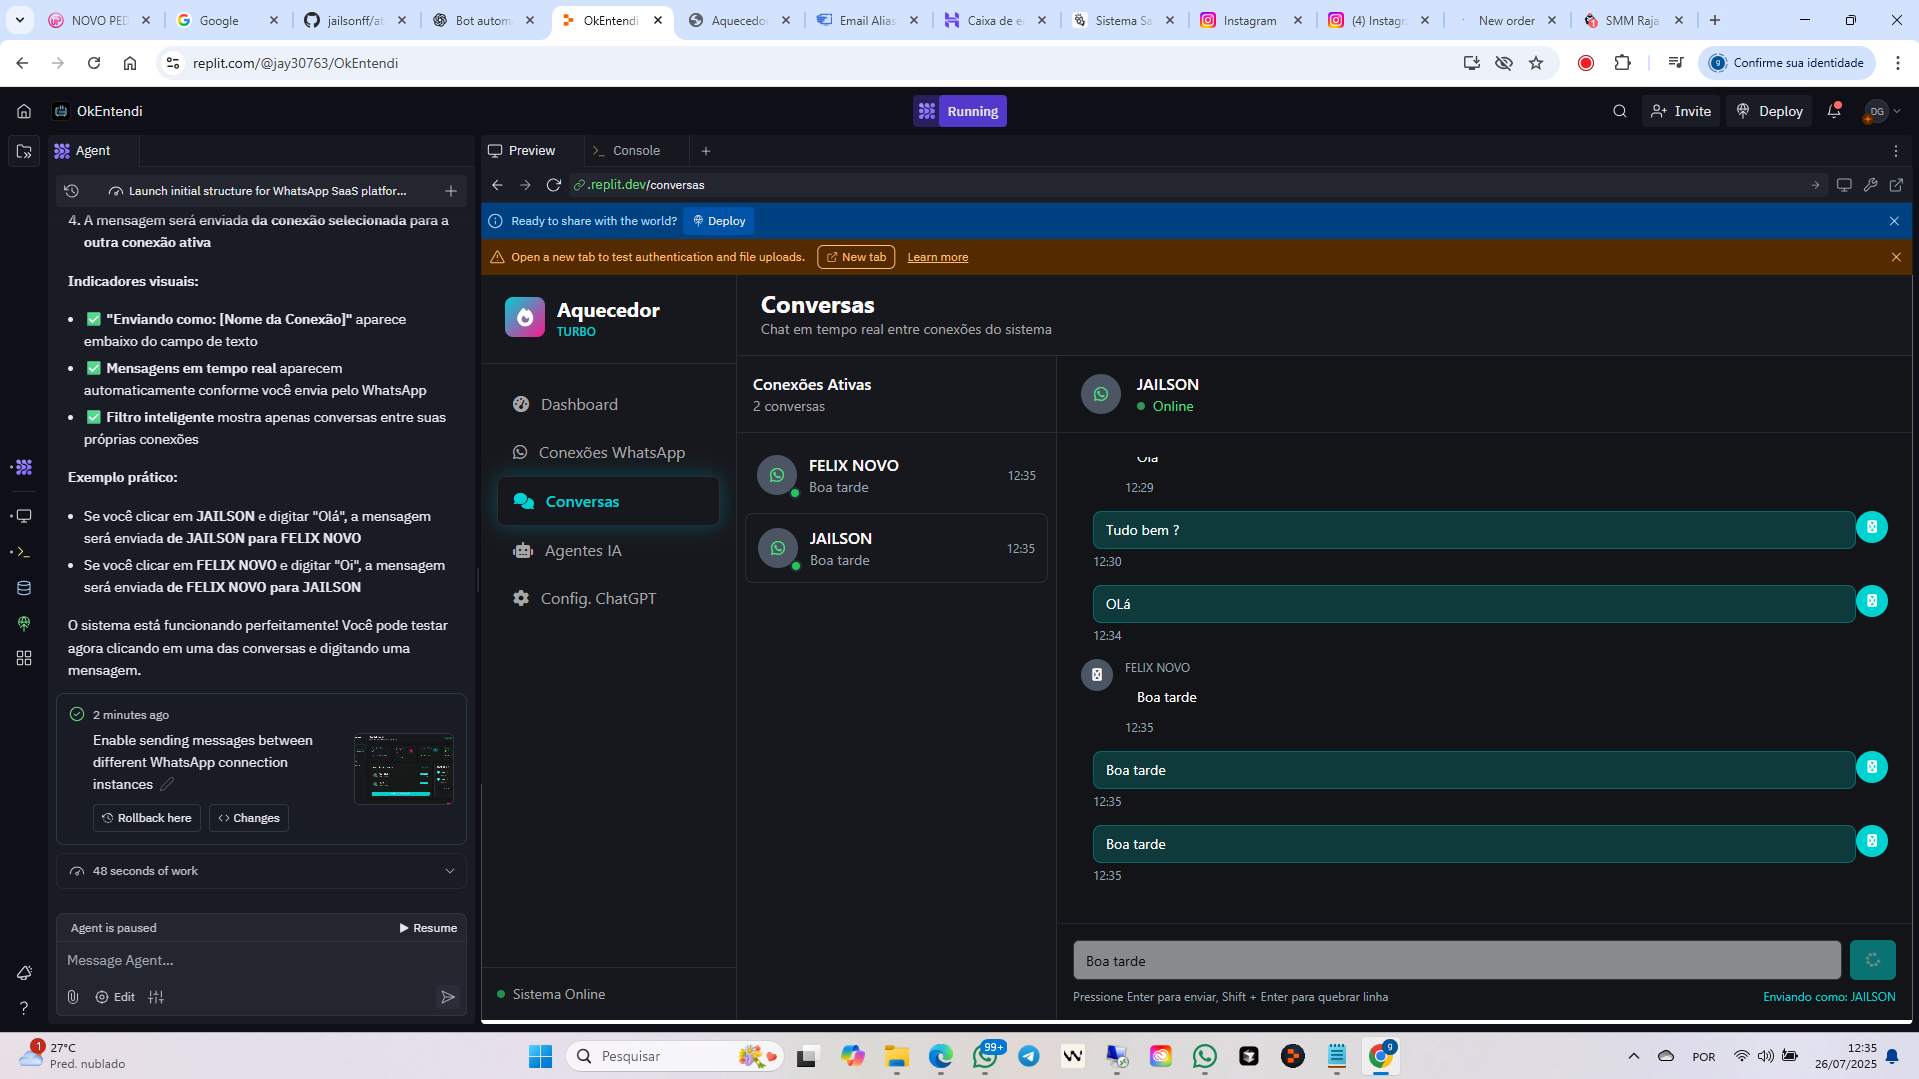 NOVO PED
Google
jailsonff/at
Bot autom
OkEntendi
Aquecedo
Email Alias
Caixa de e
Sistema Sa
Instagram
(4) Instagr
New order
SMM Raja
replit.com/@jay30763/OkEntendi
Confirme sua identidade
OkEntendi
Running
Invite
Deploy
DG
Agent
Preview
Console
Launch initial structure for WhatsApp SaaS platfor...
.replit.dev/conversas
Ready to share with the world?
Deploy
Open a new tab to test authentication and file uploads.
New tab
Learn more
4. A mensagem será enviada da conexão selecionada para a
outra conexão ativa
Indicadores visuais:
• ✅ "Enviando como: [Nome da Conexão]" aparece
embaixo do campo de texto
• ✅ Mensagens em tempo real aparecem
automaticamente conforme você envia pelo WhatsApp
• ✅ Filtro inteligente mostra apenas conversas entre suas
próprias conexões
Exemplo prático:
• Se você clicar em JAILSON e digitar "Olá", a mensagem
será enviada de JAILSON para FELIX NOVO
• Se você clicar em FELIX NOVO e digitar "Oi", a mensagem
será enviada de FELIX NOVO para JAILSON
O sistema está funcionando perfeitamente! Você pode testar
agora clicando em uma das conversas e digitando uma
mensagem.
2 minutes ago
Enable sending messages between
different WhatsApp connection
instances
Rollback here
Changes
48 seconds of work
Agent is paused
Resume
Message Agent...
Edit
Aquecedor
TURBO
Dashboard
Conexões WhatsApp
Conversas
Agentes IA
Config. ChatGPT
Sistema Online
Conversas
Chat em tempo real entre conexões do sistema
Conexões Ativas
2 conversas
FELIX NOVO
12:35
Boa tarde
JAILSON
12:35
Boa tarde
JAILSON
Online
Olá
12:29
Tudo bem ?
12:30
OLá
12:34
FELIX NOVO
Boa tarde
12:35
Boa tarde
12:35
Boa tarde
12:35
Boa tarde
Pressione Enter para enviar, Shift + Enter para quebrar linha
Enviando como: JAILSON
1
27°C
Pred. nublado
Pesquisar
99+
POR
12:35
26/07/2025